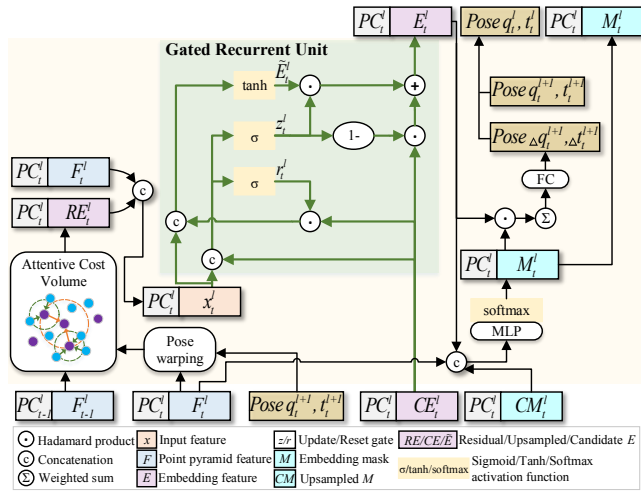 PC_t^l E_t^l Pose q_t^l, t_t^l PC_t^l M_t^l
Gated Recurrent Unit
tanh Ẽ_t^l
Pose q_t^{l+1}, t_t^{l+1}
σ z_t^l 1-
Pose △q_t^{l+1}, △t_t^{l+1}
σ r_t^l
FC
PC_t^l F_t^l
c
PC_t^l RE_t^l
c
Σ
Attentive Cost
Volume
c
PC_t^l M_t^l
PC_t^l x_t^l
softmax
MLP
Pose
warping
c
PC_{t-1}^l F_{t-1}^l PC_t^l F_t^l Pose q_t^{l+1}, t_t^{l+1} PC_t^l CE_t^l PC_t^l CM_t^l
Hadamard product x Input feature z/r Update/Reset gate RE/CE/Ẽ Residual/Upsampled/Candidate E
c Concatenation F Point pyramid feature M Embedding mask σ/tanh/softmax Sigmoid/Tanh/Softmax
activation function
Σ Weighted sum E Embedding feature CM Upsampled M